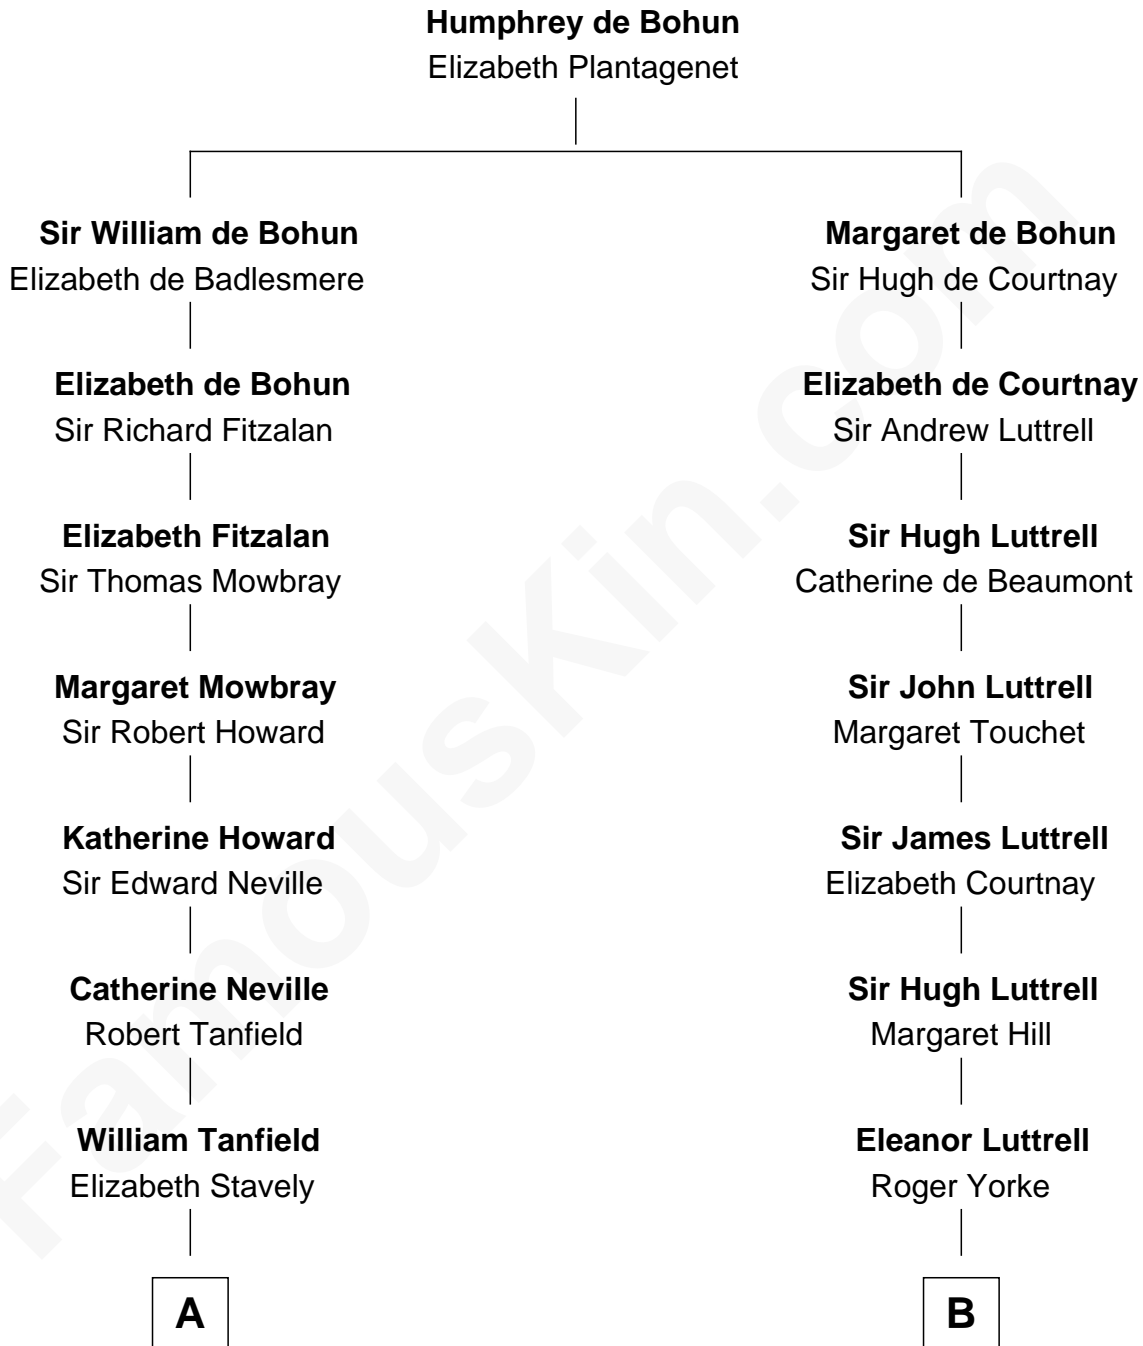 Humphrey de Bohun
Elizabeth Plantagenet
Sir William de Bohun
Elizabeth de Badlesmere
Margaret de Bohun
Sir Hugh de Courtnay
Elizabeth de Bohun
Sir Richard Fitzalan
Elizabeth de Courtnay
Sir Andrew Luttrell
Elizabeth Fitzalan
Sir Thomas Mowbray
Sir Hugh Luttrell
Catherine de Beaumont
Margaret Mowbray
Sir Robert Howard
Sir John Luttrell
Margaret Touchet
Katherine Howard
Sir Edward Neville
Sir James Luttrell
Elizabeth Courtnay
Catherine Neville
Robert Tanfield
Sir Hugh Luttrell
Margaret Hill
William Tanfield
Elizabeth Stavely
Eleanor Luttrell
Roger Yorke
A
B
FamousKin.com